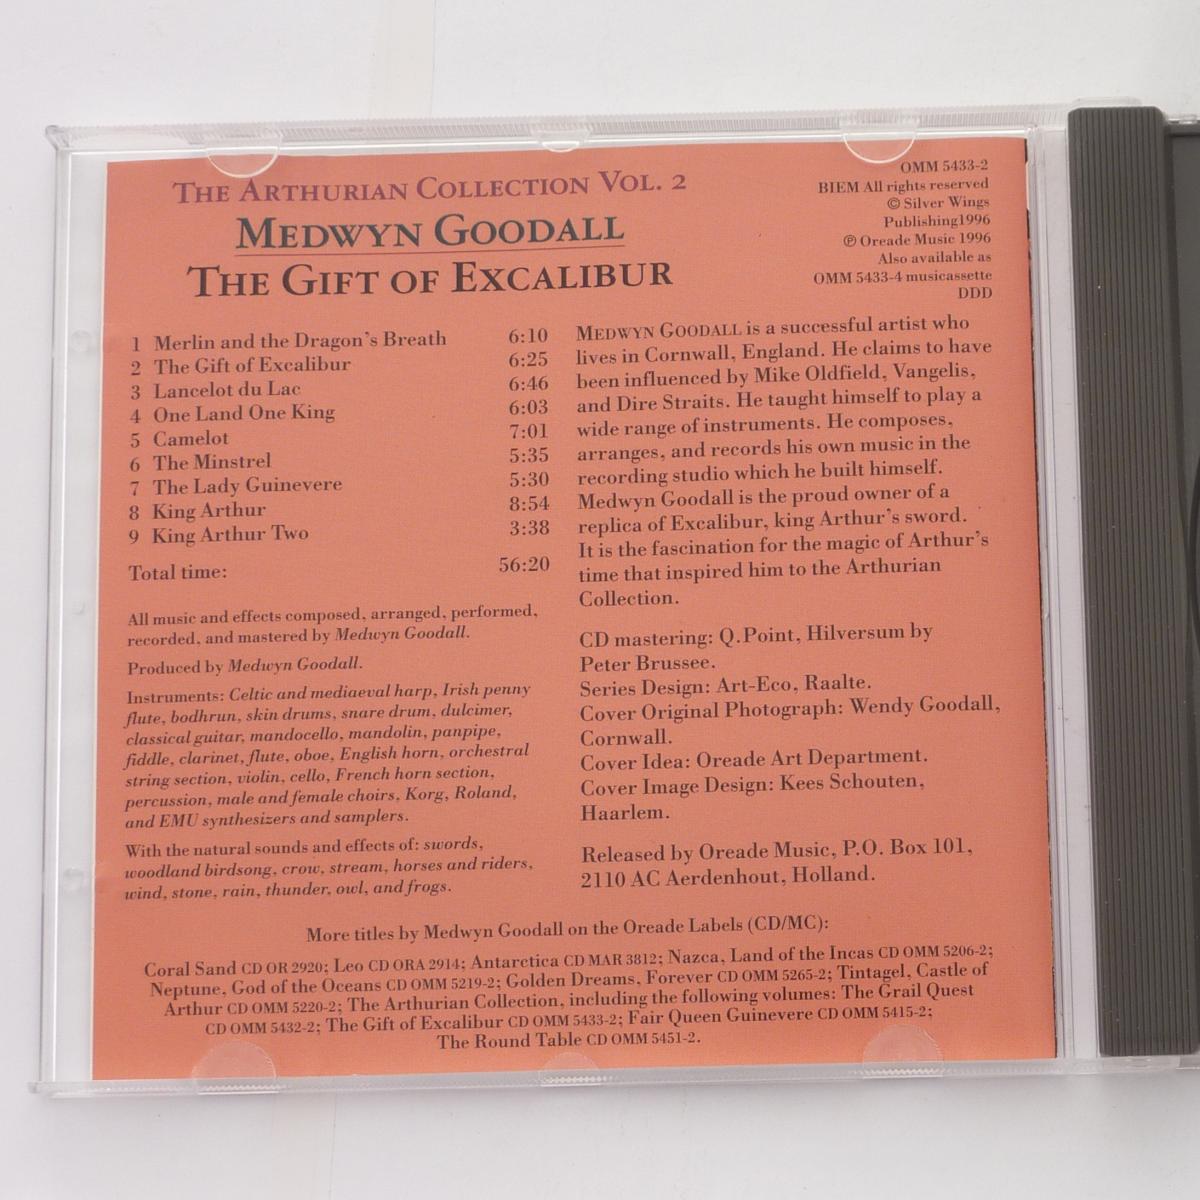 THE ARTHURIAN COLLECTION VOL. 2
MEDWYN GOODALL
THE GIFT OF EXCALIBUR
OMM 5433-2
BIEM All rights reserved
© Silver Wings
Publishing1996
℗ Oreade Music 1996
Also available as
OMM 5433-4 musicassette
DDD
1 Merlin and the Dragon's Breath 6:10
2 The Gift of Excalibur 6:25
3 Lancelot du Lac 6:46
4 One Land One King 6:03
5 Camelot 7:01
6 The Minstrel 5:35
7 The Lady Guinevere 5:30
8 King Arthur 8:54
9 King Arthur Two 3:38
Total time: 56:20
All music and effects composed, arranged, performed,
recorded, and mastered by Medwyn Goodall.
Produced by Medwyn Goodall.
Instruments: Celtic and mediaeval harp, Irish penny
flute, bodhrun, skin drums, snare drum, dulcimer,
classical guitar, mandocello, mandolin, panpipe,
fiddle, clarinet, flute, oboe, English horn, orchestral
string section, violin, cello, French horn section,
percussion, male and female choirs, Korg, Roland,
and EMU synthesizers and samplers.
With the natural sounds and effects of: swords,
woodland birdsong, crow, stream, horses and riders,
wind, stone, rain, thunder, owl, and frogs.
MEDWYN GOODALL is a successful artist who
lives in Cornwall, England. He claims to have
been influenced by Mike Oldfield, Vangelis,
and Dire Straits. He taught himself to play a
wide range of instruments. He composes,
arranges, and records his own music in the
recording studio which he built himself.
Medwyn Goodall is the proud owner of a
replica of Excalibur, king Arthur's sword.
It is the fascination for the magic of Arthur's
time that inspired him to the Arthurian
Collection.
CD mastering: Q.Point, Hilversum by
Peter Brussee.
Series Design: Art-Eco, Raalte.
Cover Original Photograph: Wendy Goodall,
Cornwall.
Cover Idea: Oreade Art Department.
Cover Image Design: Kees Schouten,
Haarlem.
Released by Oreade Music, P.O. Box 101,
2110 AC Aerdenhout, Holland.
More titles by Medwyn Goodall on the Oreade Labels (CD/MC):
Coral Sand CD OR 2920; Leo CD ORA 2914; Antarctica CD MAR 3812; Nazca, Land of the Incas CD OMM 5206-2;
Neptune, God of the Oceans CD OMM 5219-2; Golden Dreams, Forever CD OMM 5265-2; Tintagel, Castle of
Arthur CD OMM 5220-2; The Arthurian Collection, including the following volumes: The Grail Quest
CD OMM 5432-2; The Gift of Excalibur CD OMM 5433-2; Fair Queen Guinevere CD OMM 5415-2;
The Round Table CD OMM 5451-2.